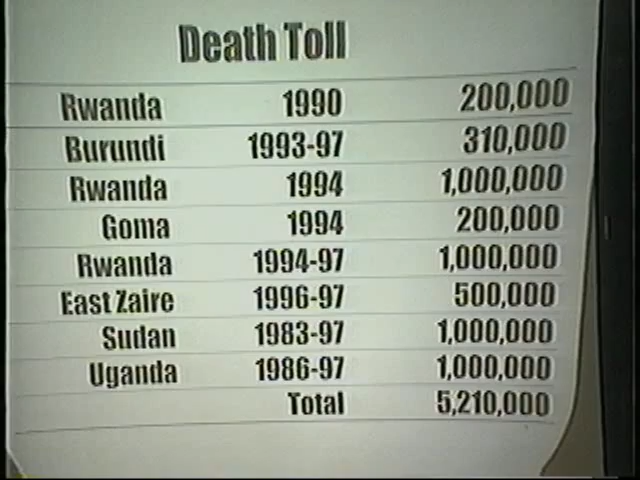 Death Toll
Rwanda 1990 200,000
Burundi 1993-97 310,000
Rwanda 1994 1,000,000
Goma 1994 200,000
Rwanda 1994-97 1,000,000
East Zaire 1996-97 500,000
Sudan 1983-97 1,000,000
Uganda 1986-97 1,000,000
Total 5,210,000